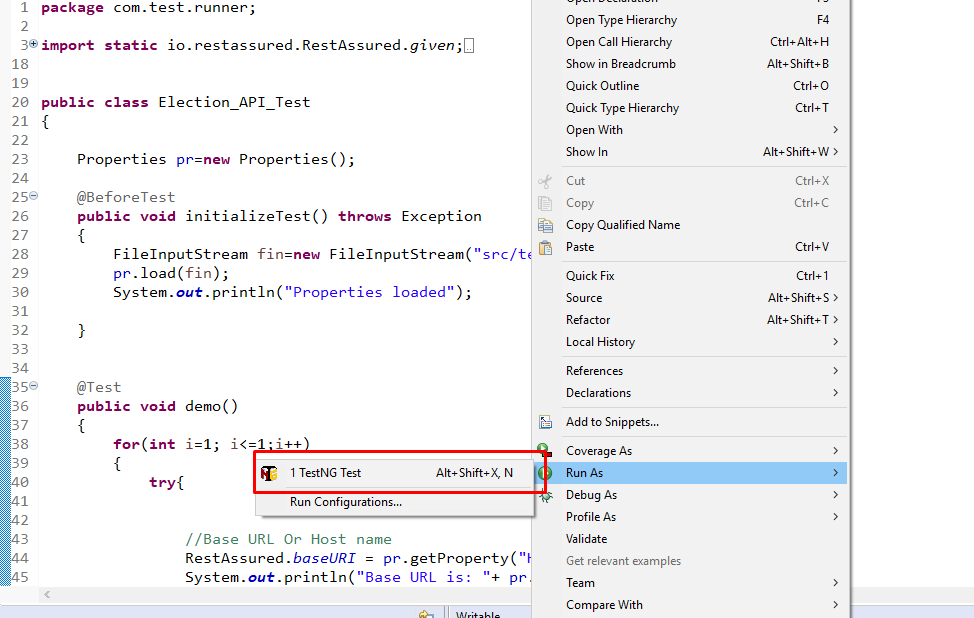 1 package com.test.runner;
2
3 import static io.restassured.RestAssured.given;
18
19
20 public class Election_API_Test
21 {
22
23 Properties pr=new Properties();
24
25 @BeforeTest
26 public void initializeTest() throws Exception
27 {
28 FileInputStream fin=new FileInputStream("src/te
29 pr.load(fin);
30 System.out.println("Properties loaded");
31
32 }
33
34
35 @Test
36 public void demo()
37 {
38 for(int i=1; i<=1;i++)
39 {
40 try{
41
42
43 //Base URL Or Host name
44 RestAssured.baseURI = pr.getProperty("H
45 System.out.println("Base URL is: "+ pr.
Writable
Open Declaration F3
Open Type Hierarchy F4
Open Call Hierarchy Ctrl+Alt+H
Show in Breadcrumb Alt+Shift+B
Quick Outline Ctrl+O
Quick Type Hierarchy Ctrl+T
Open With
Show In Alt+Shift+W
Cut Ctrl+X
Copy Ctrl+C
Copy Qualified Name
Paste Ctrl+V
Quick Fix Ctrl+1
Source Alt+Shift+S
Refactor Alt+Shift+T
Local History
References
Declarations
Add to Snippets...
Coverage As
Run As
Debug As
Profile As
Validate
Get relevant examples
Team
Compare With
1 TestNG Test Alt+Shift+X, N
Run Configurations...